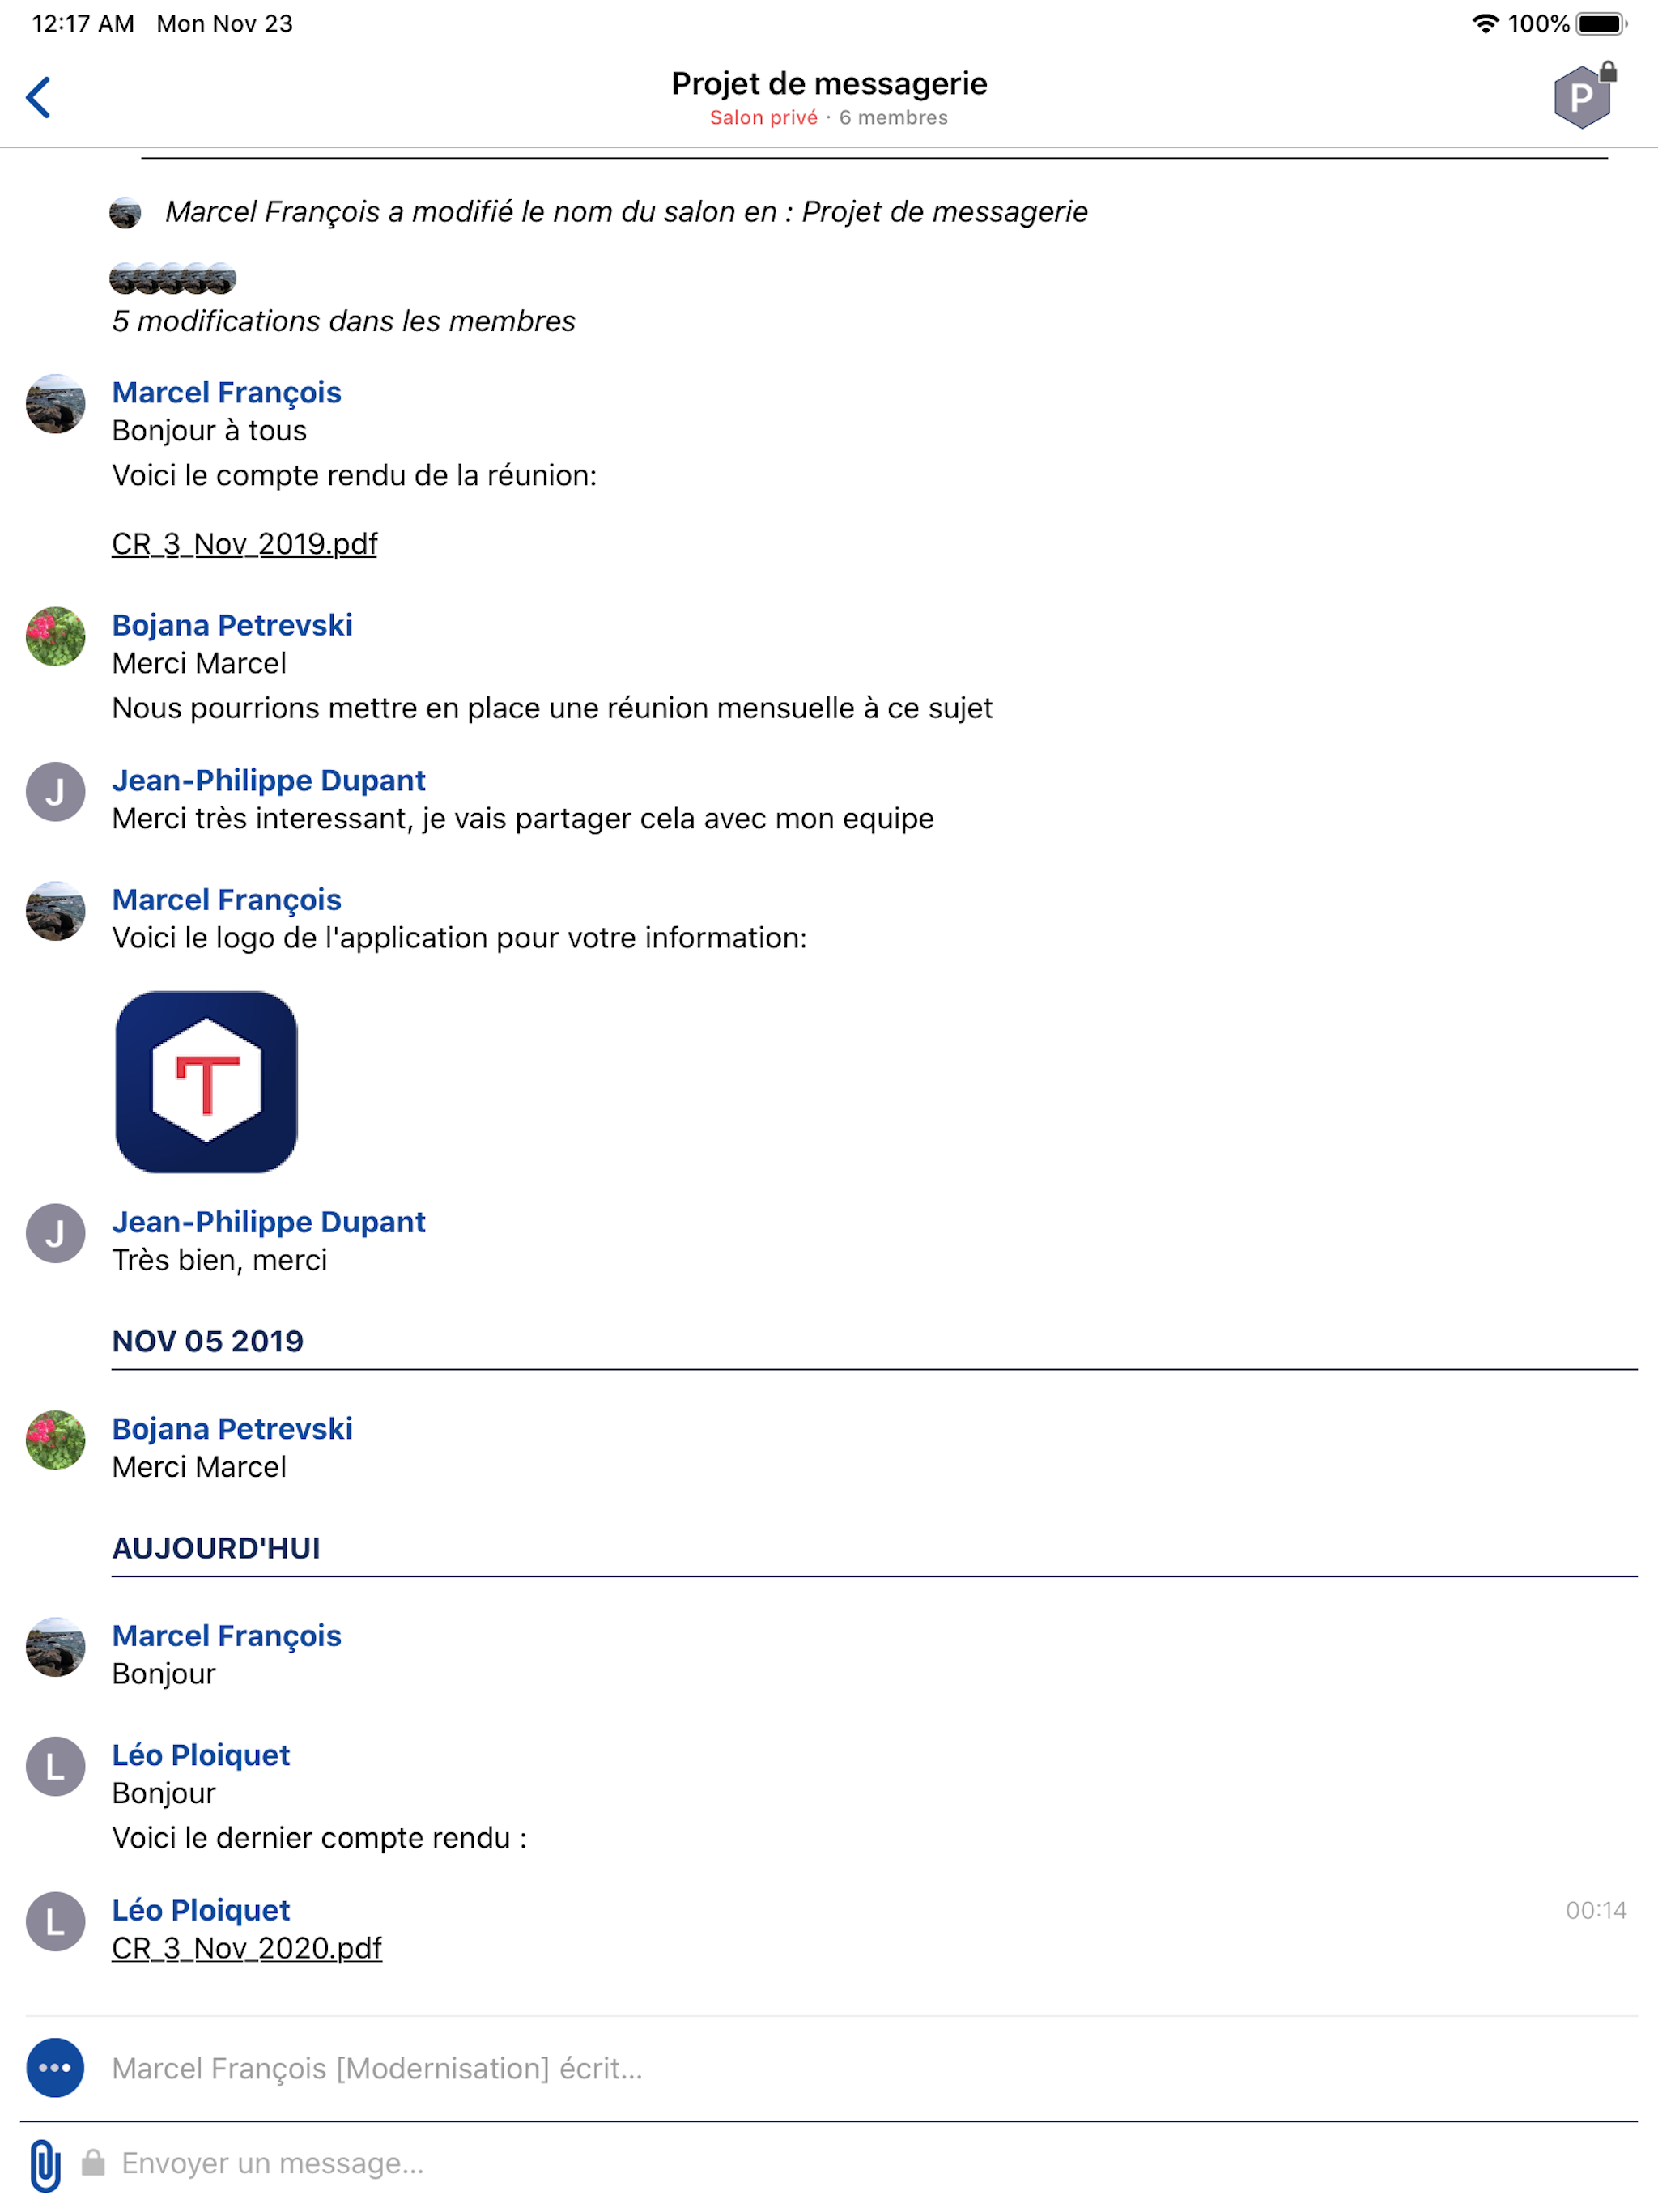 12:17 AM Mon Nov 23 100%
Projet de messagerie
P
Salon privé · 6 membres
Marcel François a modifié le nom du salon en : Projet de messagerie
5 modifications dans les membres
Marcel François
Bonjour à tous
Voici le compte rendu de la réunion:
CR_3_Nov_2019.pdf
Bojana Petrevski
Merci Marcel
Nous pourrions mettre en place une réunion mensuelle à ce sujet
J
Jean-Philippe Dupant
Merci très interessant, je vais partager cela avec mon equipe
Marcel François
Voici le logo de l'application pour votre information:
T
J
Jean-Philippe Dupant
Très bien, merci
NOV 05 2019
Bojana Petrevski
Merci Marcel
AUJOURD'HUI
Marcel François
Bonjour
L
Léo Ploiquet
Bonjour
Voici le dernier compte rendu :
L
Léo Ploiquet 00:14
CR_3_Nov_2020.pdf
Marcel François [Modernisation] écrit...
Envoyer un message...